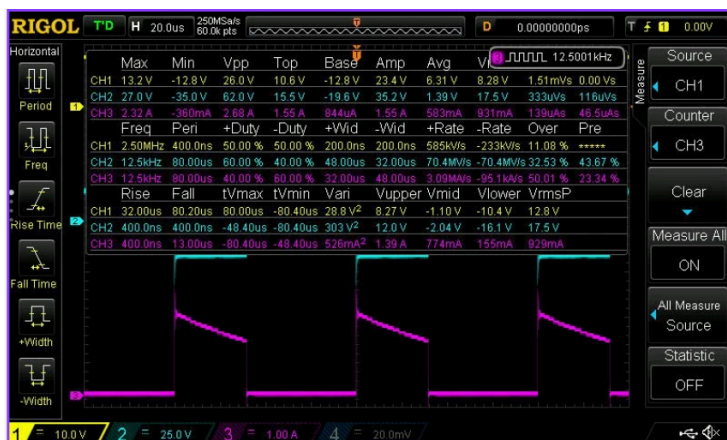 RIGOL T'D H 20.0us 250MSa/s 60.0k pts D 0.00000000ps T 1 0.00V
Horizontal
Period
Freq
Rise Time
Fall Time
+Width
-Width
3 12.5001kHz
Max Min Vpp Top Base Amp Avg
CH1 13.2 V -12.8 V 26.0 V 10.6 V -12.8 V 23.4 V 6.31 V 8.28 V 1.51mVs 0.00 Vs
CH2 27.0 V -35.0 V 62.0 V 15.5 V -19.6 V 35.2 V 1.39 V 17.5 V 333uVs 116uVs
CH3 2.32 A -360mA 2.68 A 1.55 A 844uA 1.55 A 583mA 931mA 139uAs 46.5uAs
Freq Peri +Duty -Duty +Wid -Wid +Rate -Rate Over Pre
CH1 2.50MHz 400.0ns 50.00 % 50.00 % 200.0ns 200.0ns 585kV/s -233kV/s 11.08 % *****
CH2 12.5kHz 80.00us 60.00 % 40.00 % 48.00us 32.00us 70.4MV/s -70.4MV/s 32.53 % 43.67 %
CH3 12.5kHz 80.00us 40.00 % 60.00 % 32.00us 48.00us 3.09MA/s -95.1kA/s 50.01 % 23.34 %
Rise Fall tVmax tVmin Vari Vupper Vmid Vlower VrmsP
CH1 32.00us 80.20us 80.00us -80.40us 28.8 V² 8.27 V -1.10 V -10.4 V 12.8 V
CH2 400.0ns 400.0ns -48.40us -80.40us 303 V² 12.0 V -2.04 V -16.1 V 17.5 V
CH3 400.0ns 13.00us -80.40us -48.40us 526mA² 1.39 A 774mA 155mA 929mA
1
2
3
Measure
Source
CH1
Counter
CH3
Clear
Measure All
ON
All Measure
Source
Statistic
OFF
1 = 10.0 V 2 = 25.0 V 3 = 1.00 A 4 = 20.0mV